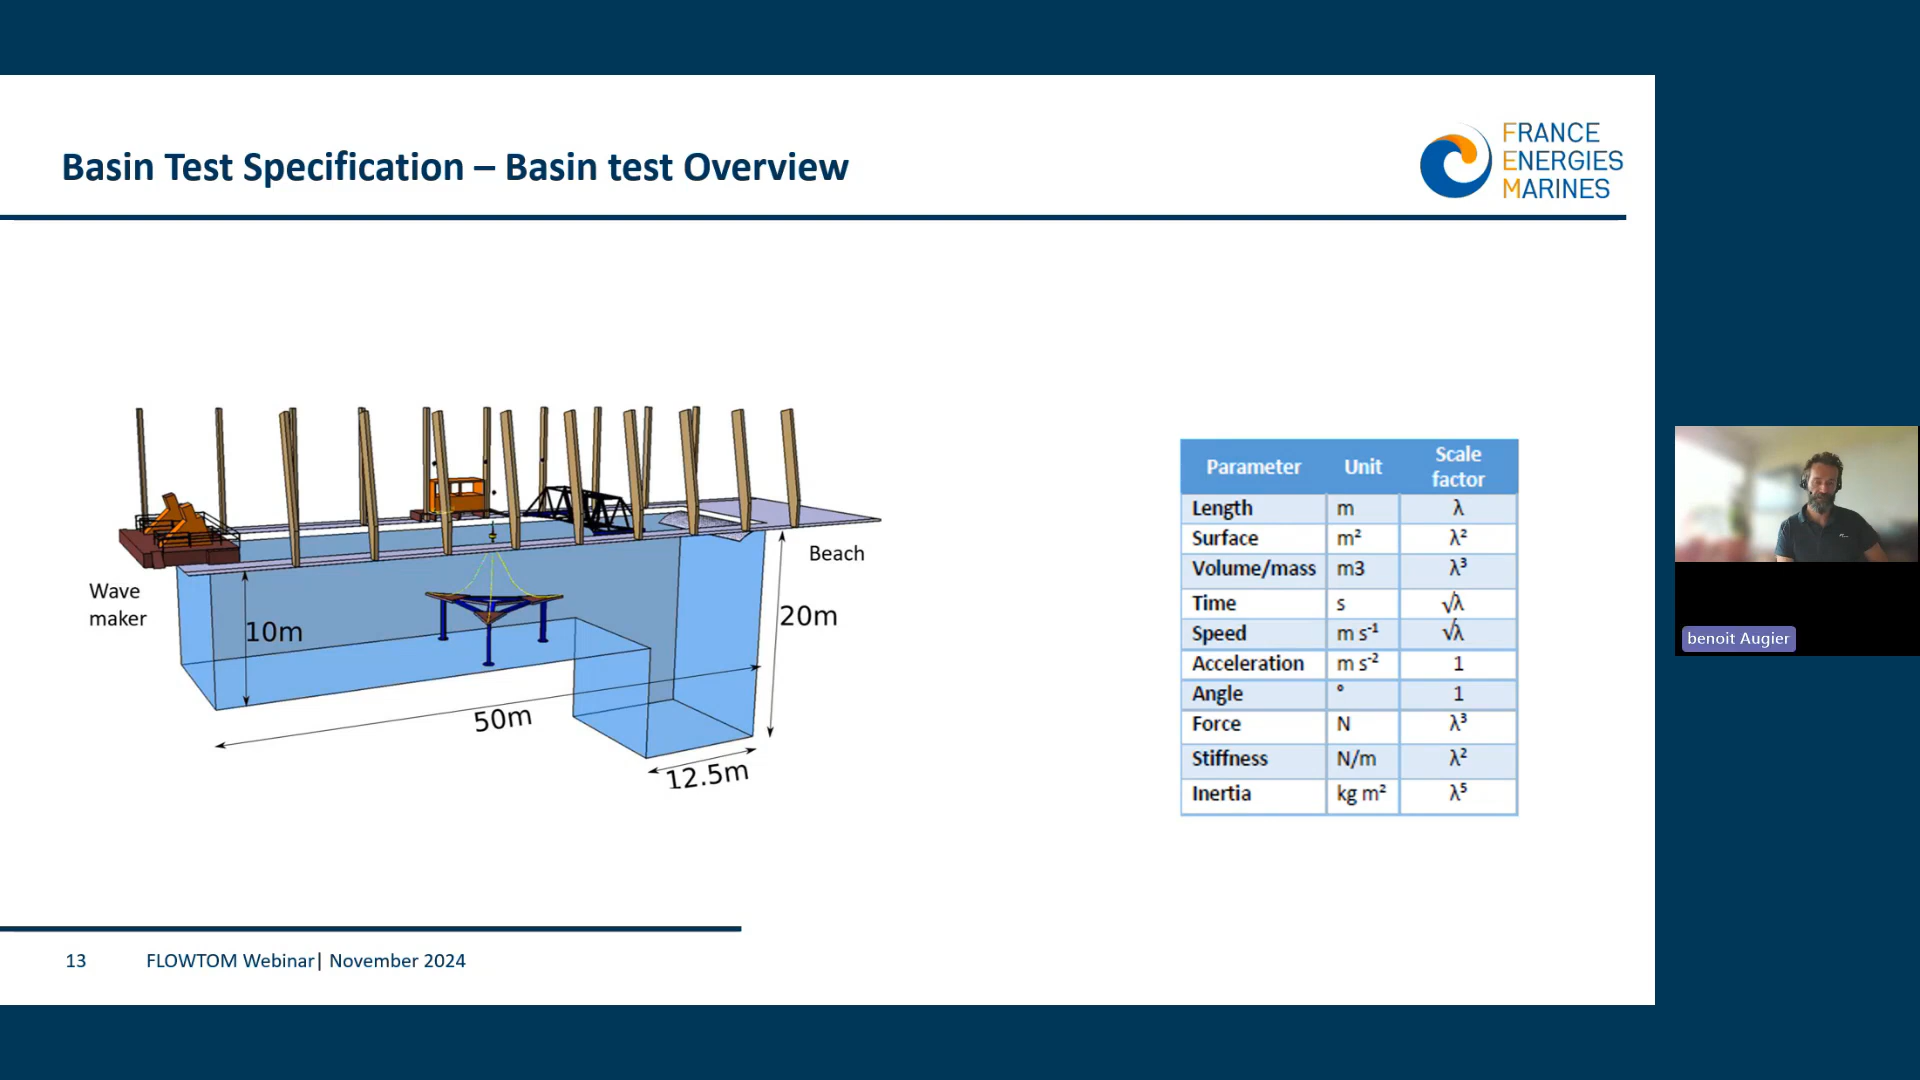 Basin Test Specification – Basin test Overview
FRANCE
ENERGIES
MARINES
Wave
maker
10m
50m
12.5m
20m
Beach
Parameter Unit Scale factor
Length m λ
Surface m² λ²
Volume/mass m3 λ³
Time s √λ
Speed m s⁻¹ √λ
Acceleration m s⁻² 1
Angle ° 1
Force N λ³
Stiffness N/m λ²
Inertia kg m² λ⁵
benoit Augier
13 FLOWTOM Webinar| November 2024